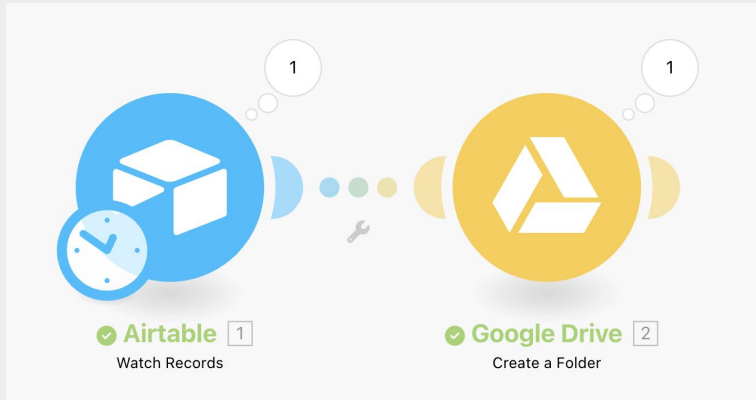 1
1
Airtable 1
Watch Records
Google Drive 2
Create a Folder